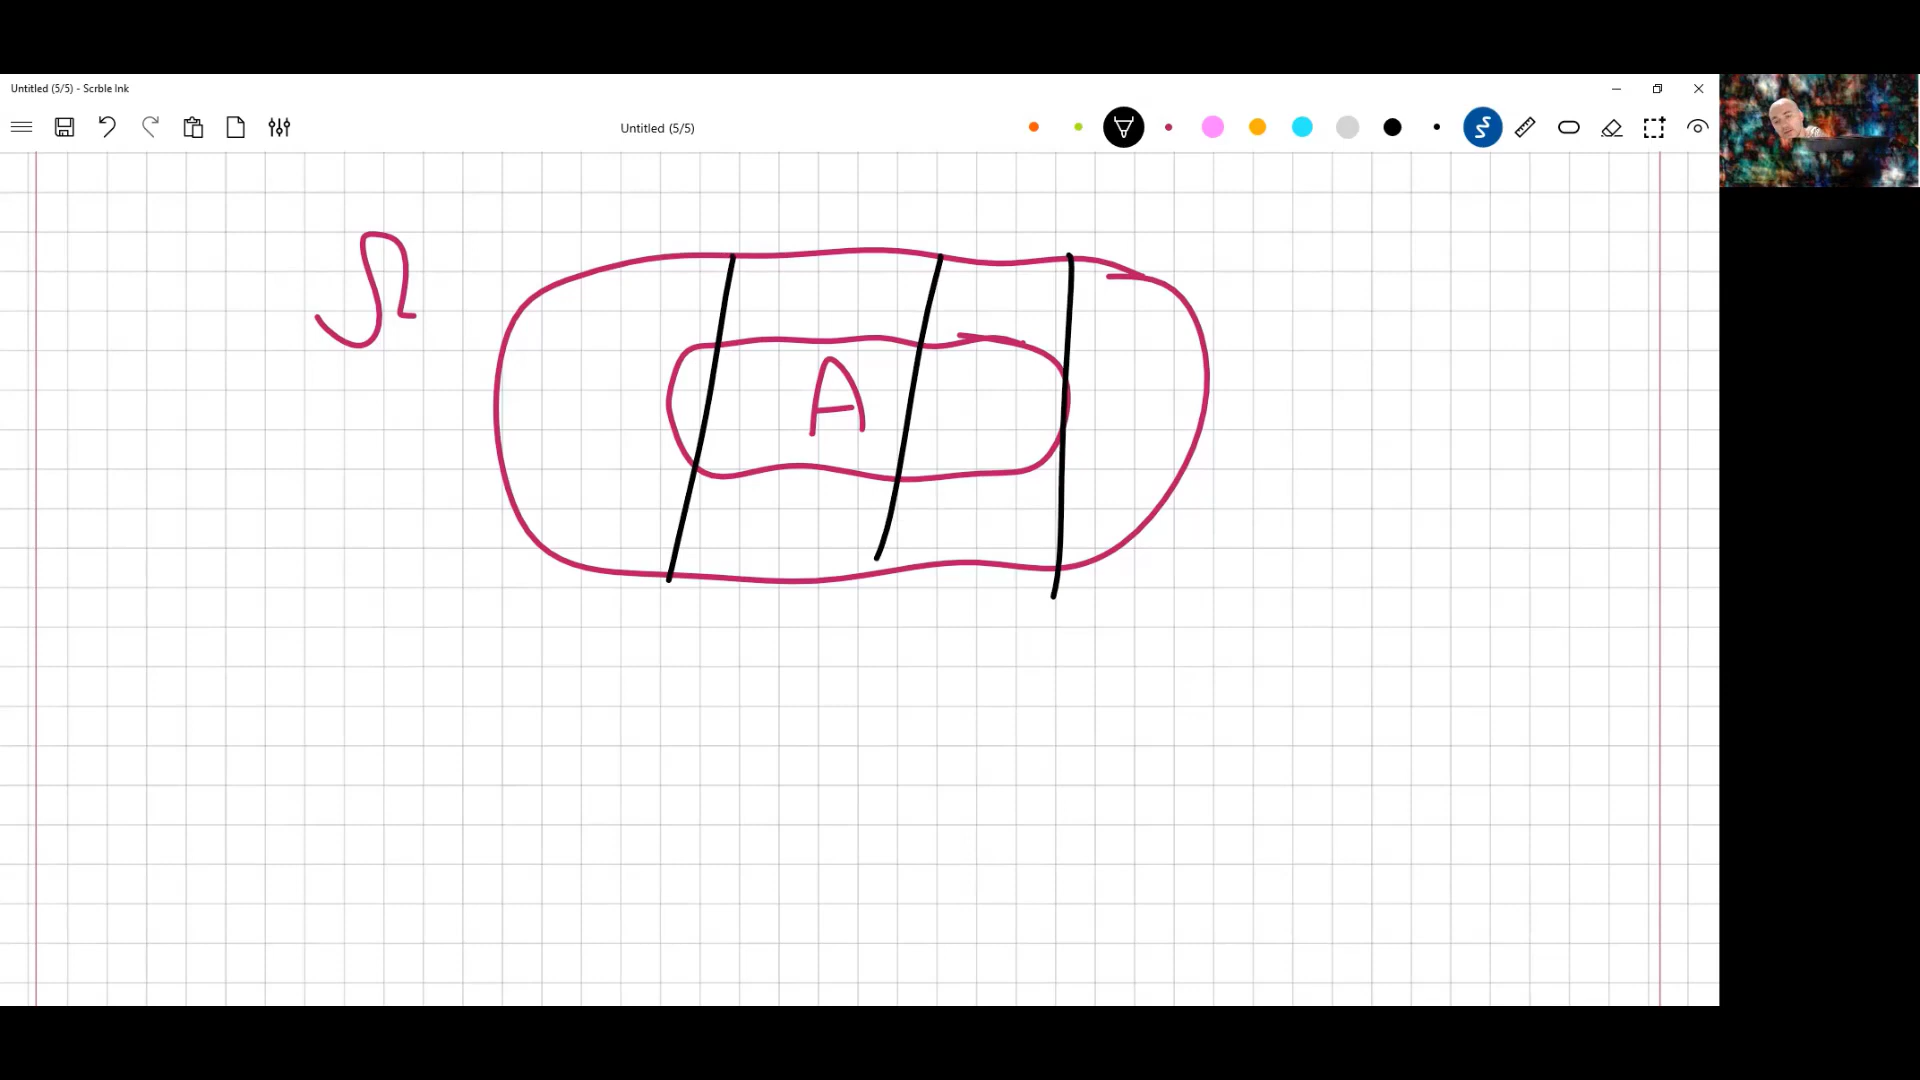 Untitled (5/5) - Scrble Ink
Untitled (5/5)
Ω
A